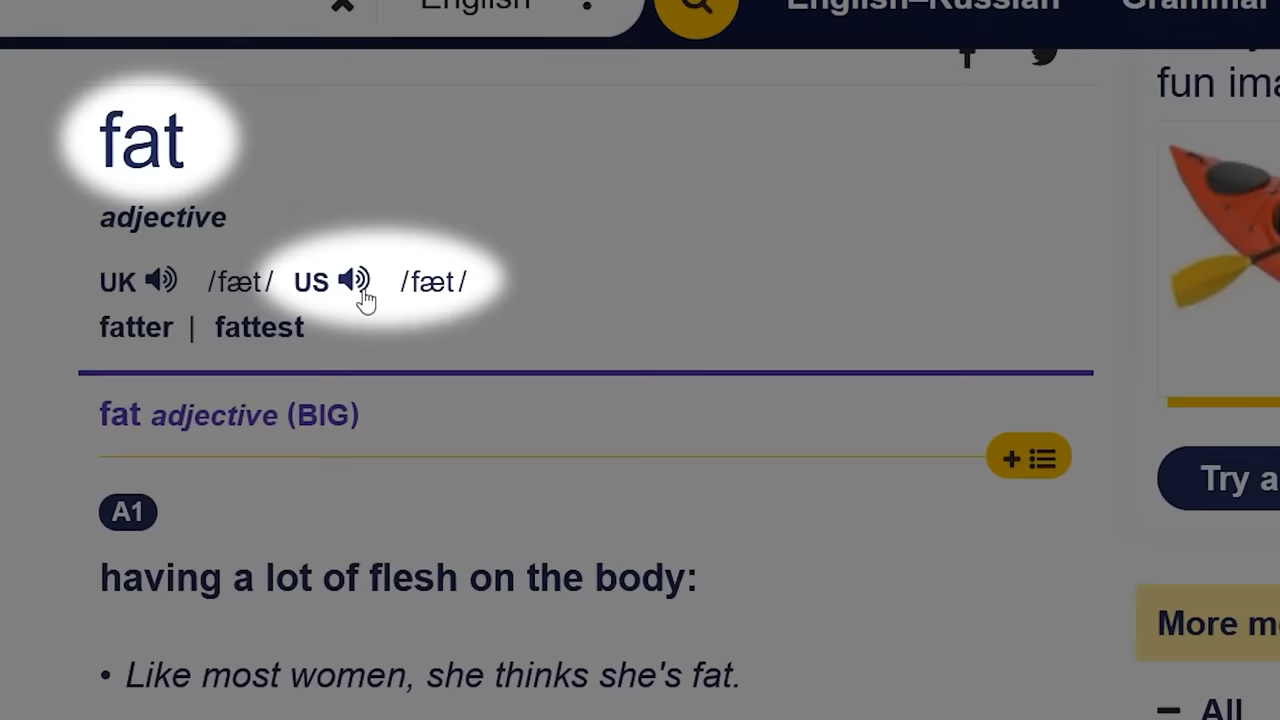 English
English–Russian
Grammar
fun ima
fat
adjective
UK /fæt/ US /fæt/
fatter | fattest
fat adjective (BIG)
A1
Try a
having a lot of flesh on the body:
More m
• Like most women, she thinks she's fat.
All